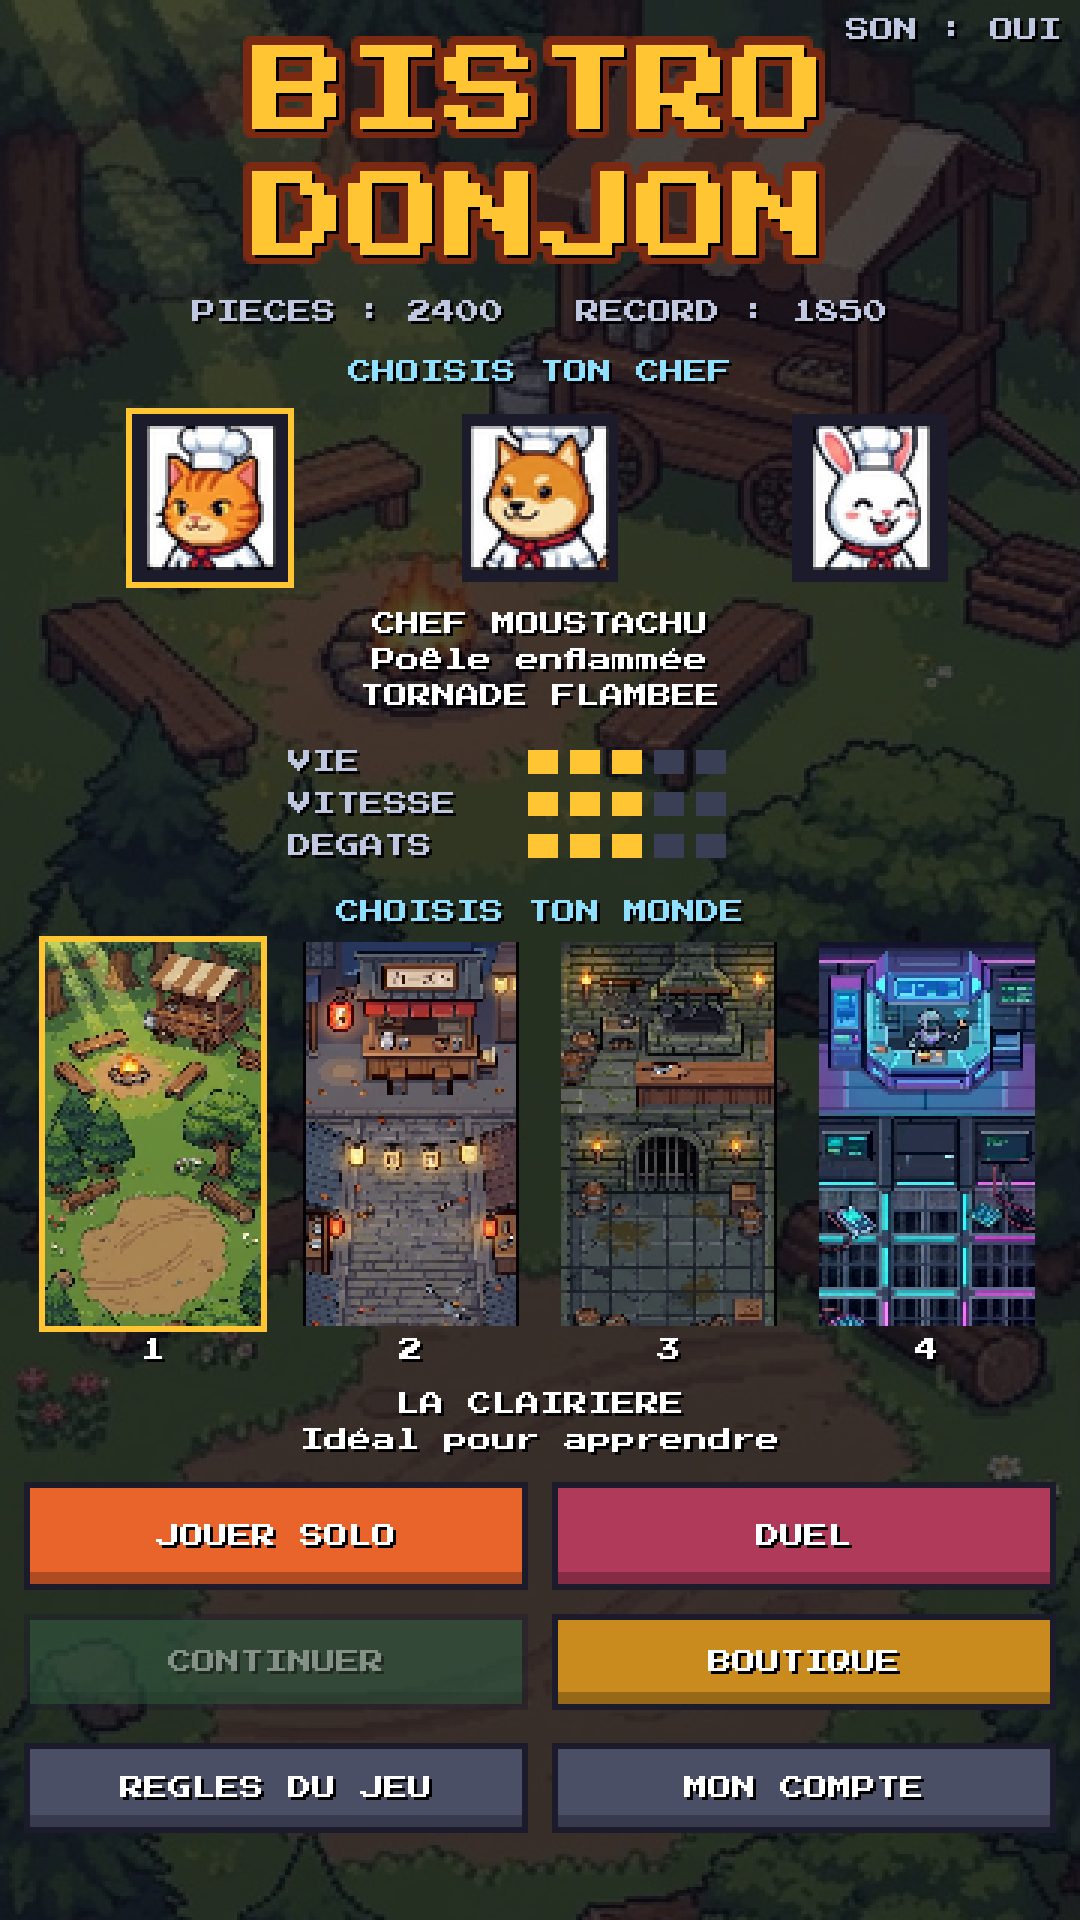 SON : OUI
BISTRO
DONJON
PIECES : 2400 RECORD : 1850
CHOISIS TON CHEF
CHEF MOUSTACHU
Poêle enflammée
TORNADE FLAMBEE
VIE
VITESSE
DEGATS
CHOISIS TON MONDE
1 2 3 4
LA CLAIRIERE
Idéal pour apprendre
JOUER SOLO DUEL
CONTINUER BOUTIQUE
REGLES DU JEU MON COMPTE